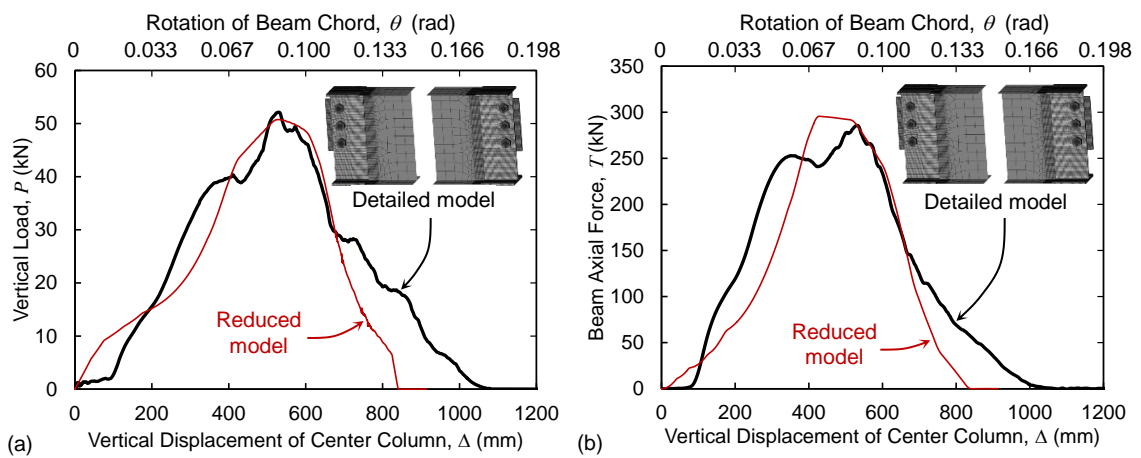 Rotation of Beam Chord, θ (rad)
0 0.033 0.067 0.100 0.133 0.166 0.198
60
50
40
30
20
10
0
Vertical Load, P (kN)
Detailed model
Reduced
model
0 200 400 600 800 1000 1200
(a) Vertical Displacement of Center Column, Δ (mm)
Rotation of Beam Chord, θ (rad)
0 0.033 0.067 0.100 0.133 0.166 0.198
350
300
250
200
150
100
50
0
Beam Axial Force, T (kN)
Detailed model
Reduced
model
0 200 400 600 800 1000 1200
(b) Vertical Displacement of Center Column, Δ (mm)